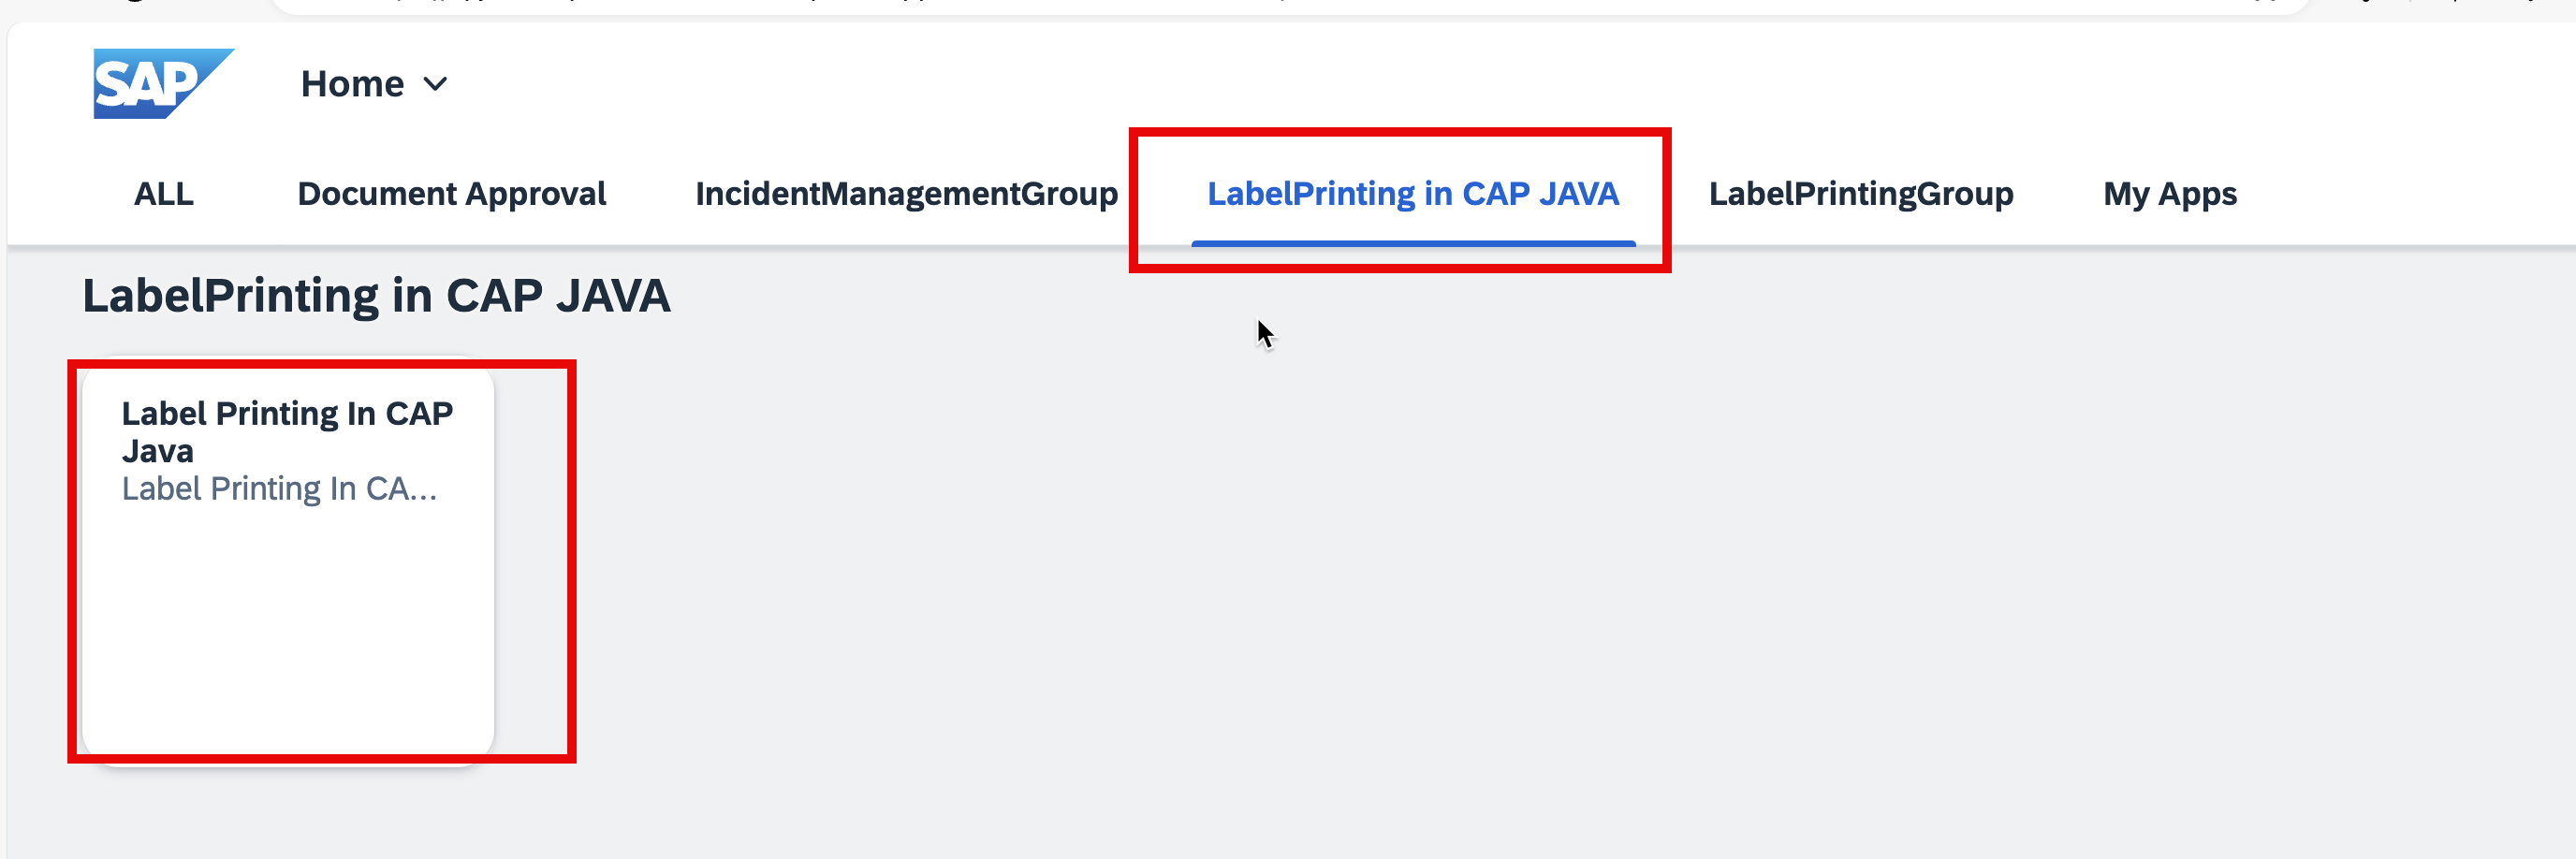 SAP
Home
ALL Document Approval IncidentManagementGroup LabelPrinting in CAP JAVA LabelPrintingGroup My Apps
LabelPrinting in CAP JAVA
Label Printing In CAP
Java
Label Printing In CA...